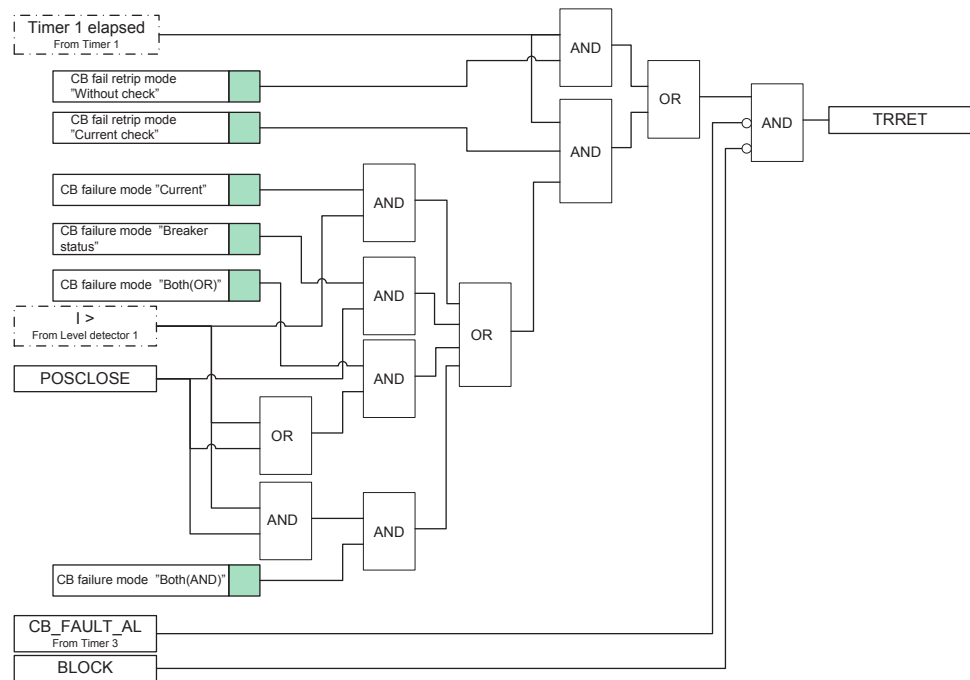 Timer 1 elapsed
From Timer 1
CB fail retrip mode
”Without check”
CB fail retrip mode
”Current check”
CB failure mode ”Current”
CB failure mode ”Breaker
status”
CB failure mode ”Both(OR)”
I >
From Level detector 1
POSCLOSE
CB failure mode ”Both(AND)”
CB_FAULT_AL
From Timer 3
BLOCK
AND
AND
AND
AND
AND
OR
AND
AND
OR
OR
AND
TRRET